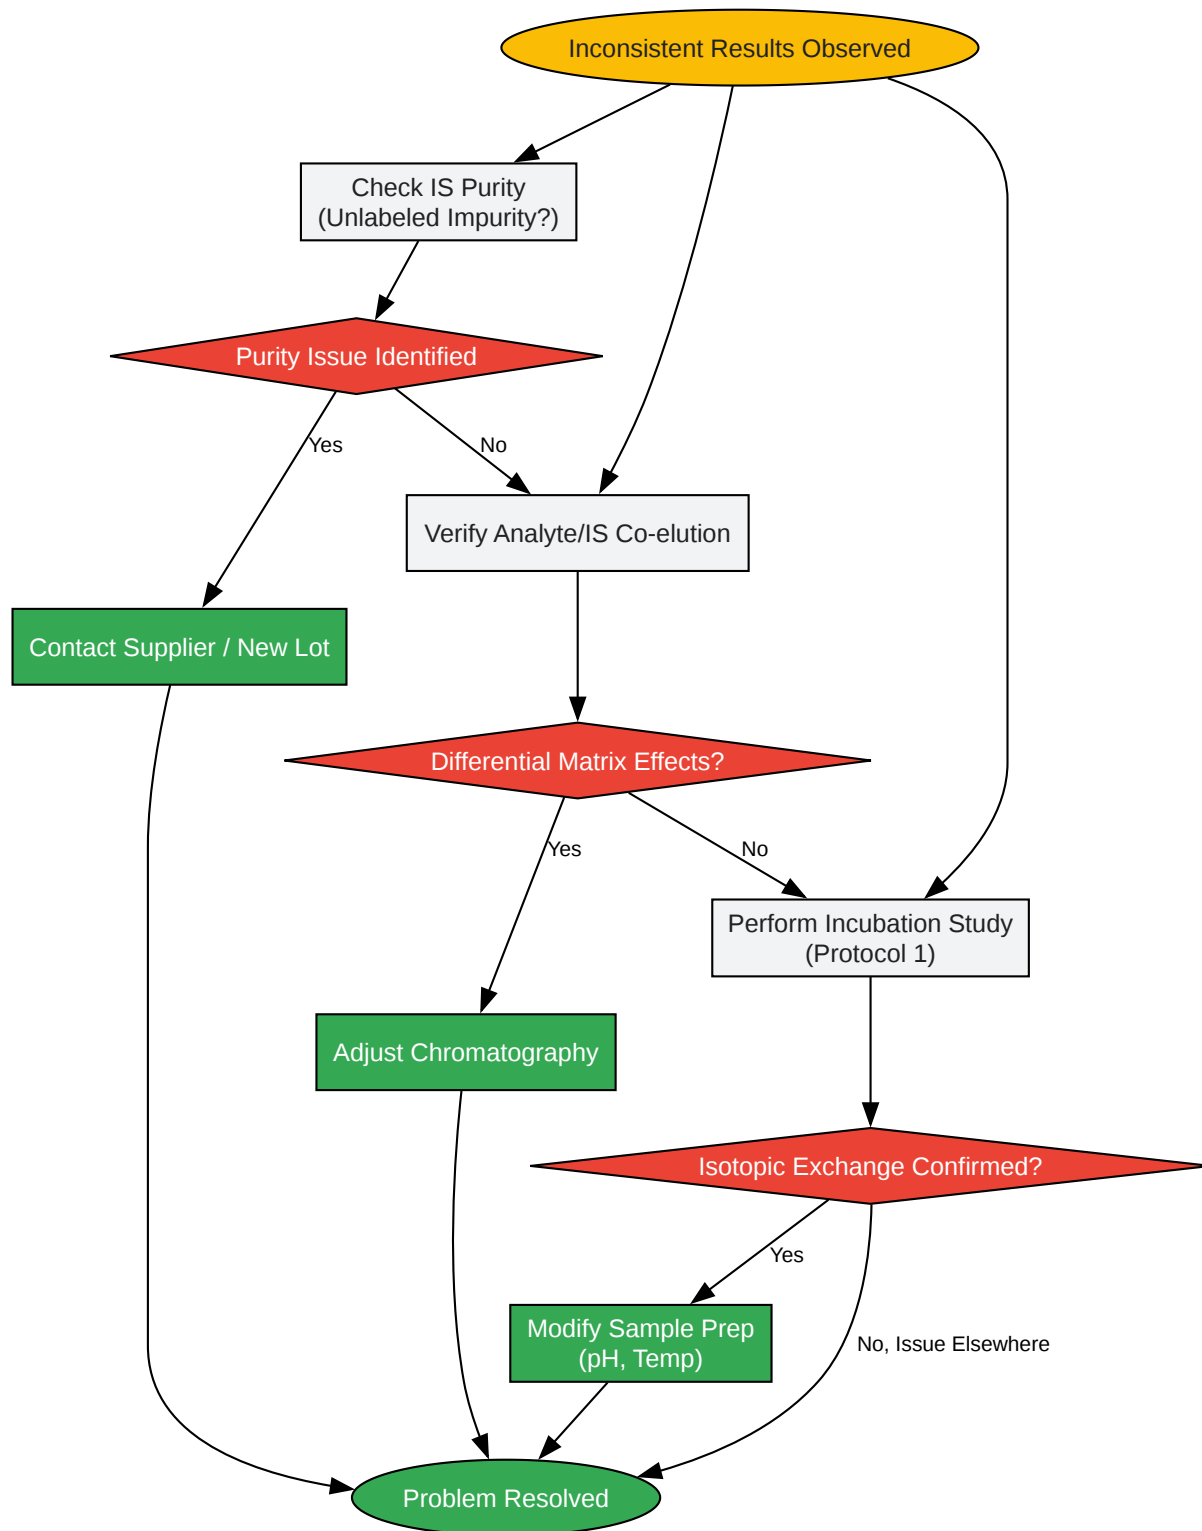 Inconsistent Results Observed
Check IS Purity
(Unlabeled Impurity?)
Purity Issue Identified
Yes
No
Verify Analyte/IS Co-elution
Contact Supplier / New Lot
Differential Matrix Effects?
Yes
No
Perform Incubation Study
(Protocol 1)
Adjust Chromatography
Isotopic Exchange Confirmed?
Yes
Modify Sample Prep
(pH, Temp)
No, Issue Elsewhere
Problem Resolved